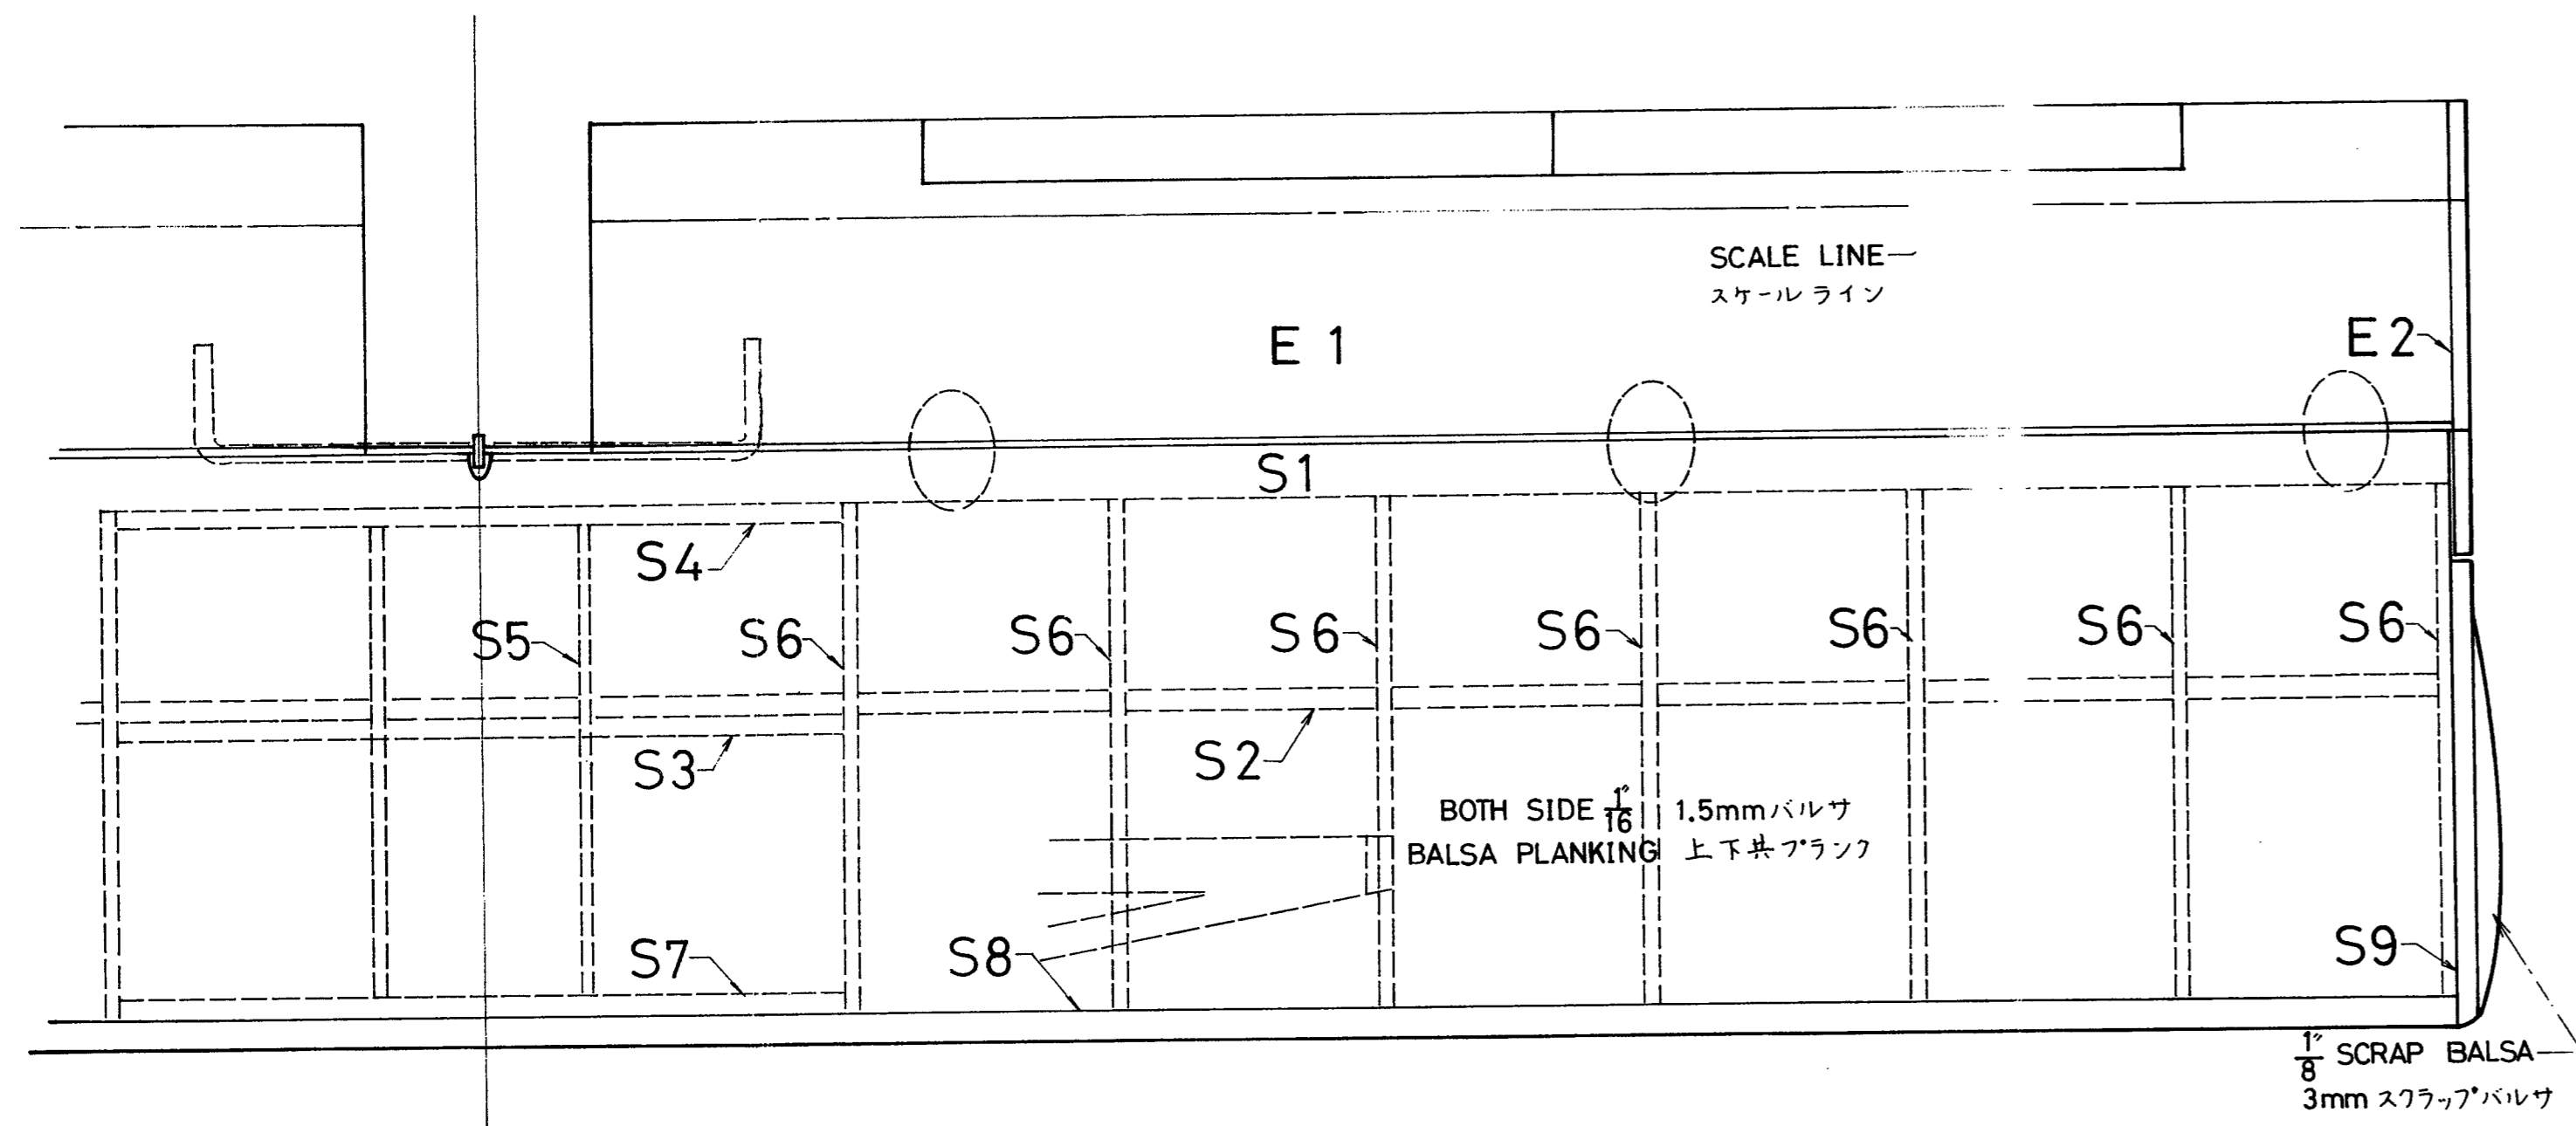 SCALE LINE
スケールライン
E 1
E 2
S1
S4
S5
S6
S6
S6
S6
S6
S6
S6
S3
S2
BOTH SIDE 1/16" 1.5mmバルサ
BALSA PLANKING 上下共プランク
S7
S8
S9
1/8" SCRAP BALSA
3mm スクラップバルサ